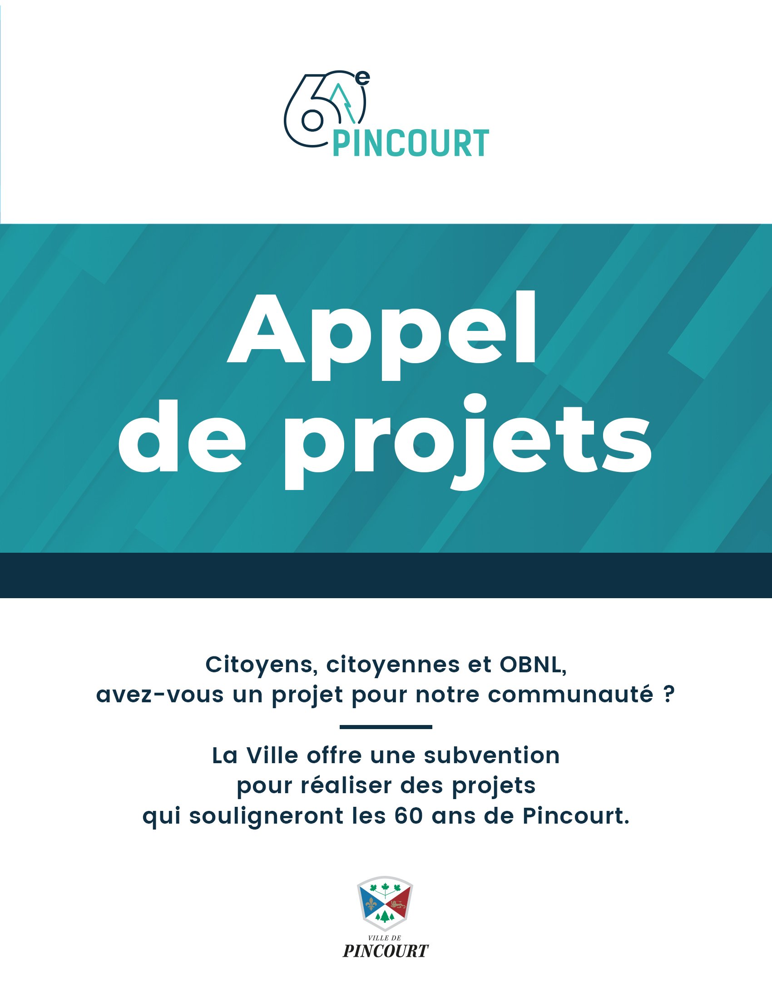 60e
PINCOURT
Appel
de projets
Citoyens, citoyennes et OBNL,
avez-vous un projet pour notre communauté ?
La Ville offre une subvention
pour réaliser des projets
qui souligneront les 60 ans de Pincourt.
VILLE DE
PINCOURT